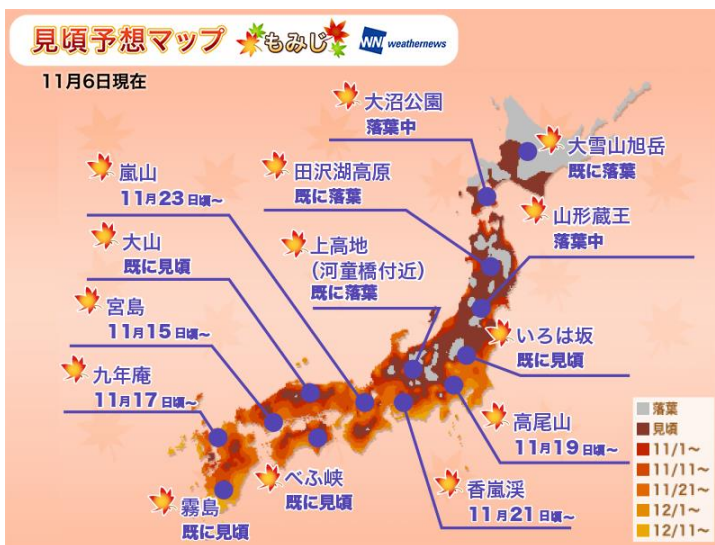 見頃予想マップ もみじ WN weathernews
11月6日現在
大沼公園
落葉中
大雪山旭岳
既に落葉
嵐山
11月23日頃～
田沢湖高原
既に落葉
山形蔵王
落葉中
大山
既に見頃
上高地
（河童橋付近）
既に落葉
宮島
11月15日頃～
いろは坂
既に見頃
九年庵
11月17日頃～
高尾山
11月19日頃～
べふ峡
既に見頃
香嵐渓
11月21日頃～
霧島
既に見頃
落葉
見頃
11/1～
11/11～
11/21～
12/1～
12/11～